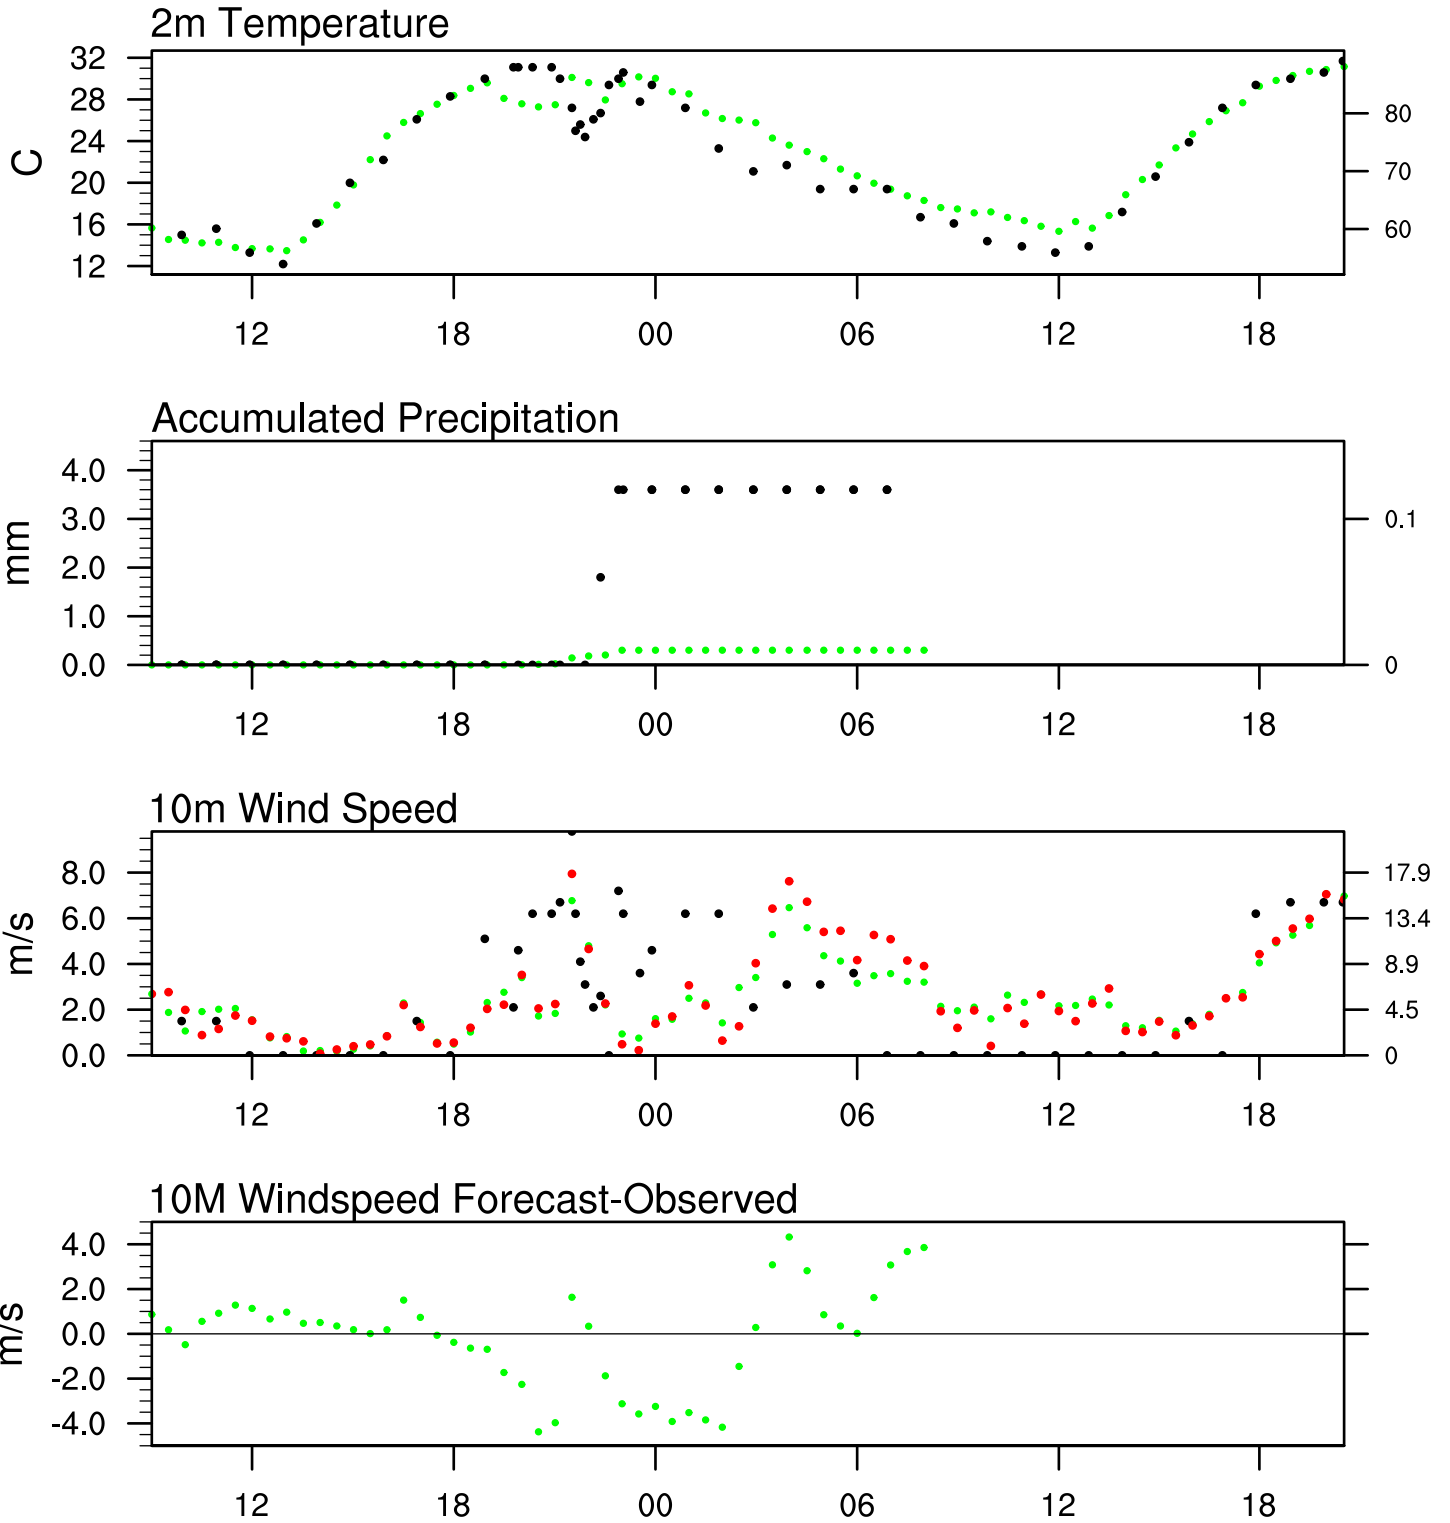 2m Temperature
32
28
24
20
16
12
C
80
70
60
12 18 00 06 12 18
Accumulated Precipitation
4.0
3.0
2.0
1.0
0.0
mm
0.1
0
12 18 00 06 12 18
10m Wind Speed
8.0
6.0
4.0
2.0
0.0
m/s
17.9
13.4
8.9
4.5
0
12 18 00 06 12 18
10M Windspeed Forecast-Observed
4.0
2.0
0.0
-2.0
-4.0
m/s
12 18 00 06 12 18